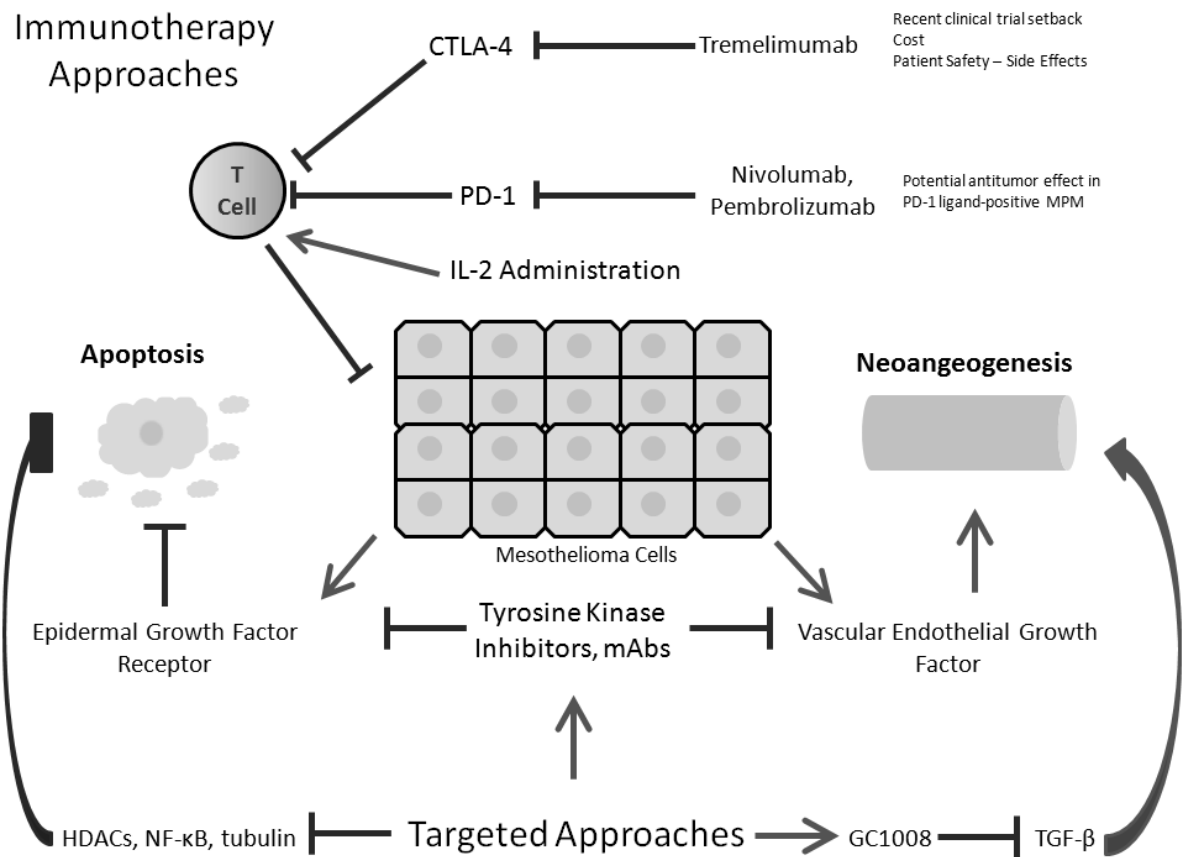 Immunotherapy
Approaches
CTLA-4
Tremelimumab
Recent clinical trial setback
Cost
Patient Safety – Side Effects
T
Cell
PD-1
Nivolumab,
Pembrolizumab
Potential antitumor effect in
PD-1 ligand-positive MPM
IL-2 Administration
Apoptosis
Neoangeogenesis
Mesothelioma Cells
Epidermal Growth Factor
Receptor
Tyrosine Kinase
Inhibitors, mAbs
Vascular Endothelial Growth
Factor
HDACs, NF-κB, tubulin
Targeted Approaches
GC1008
TGF-β